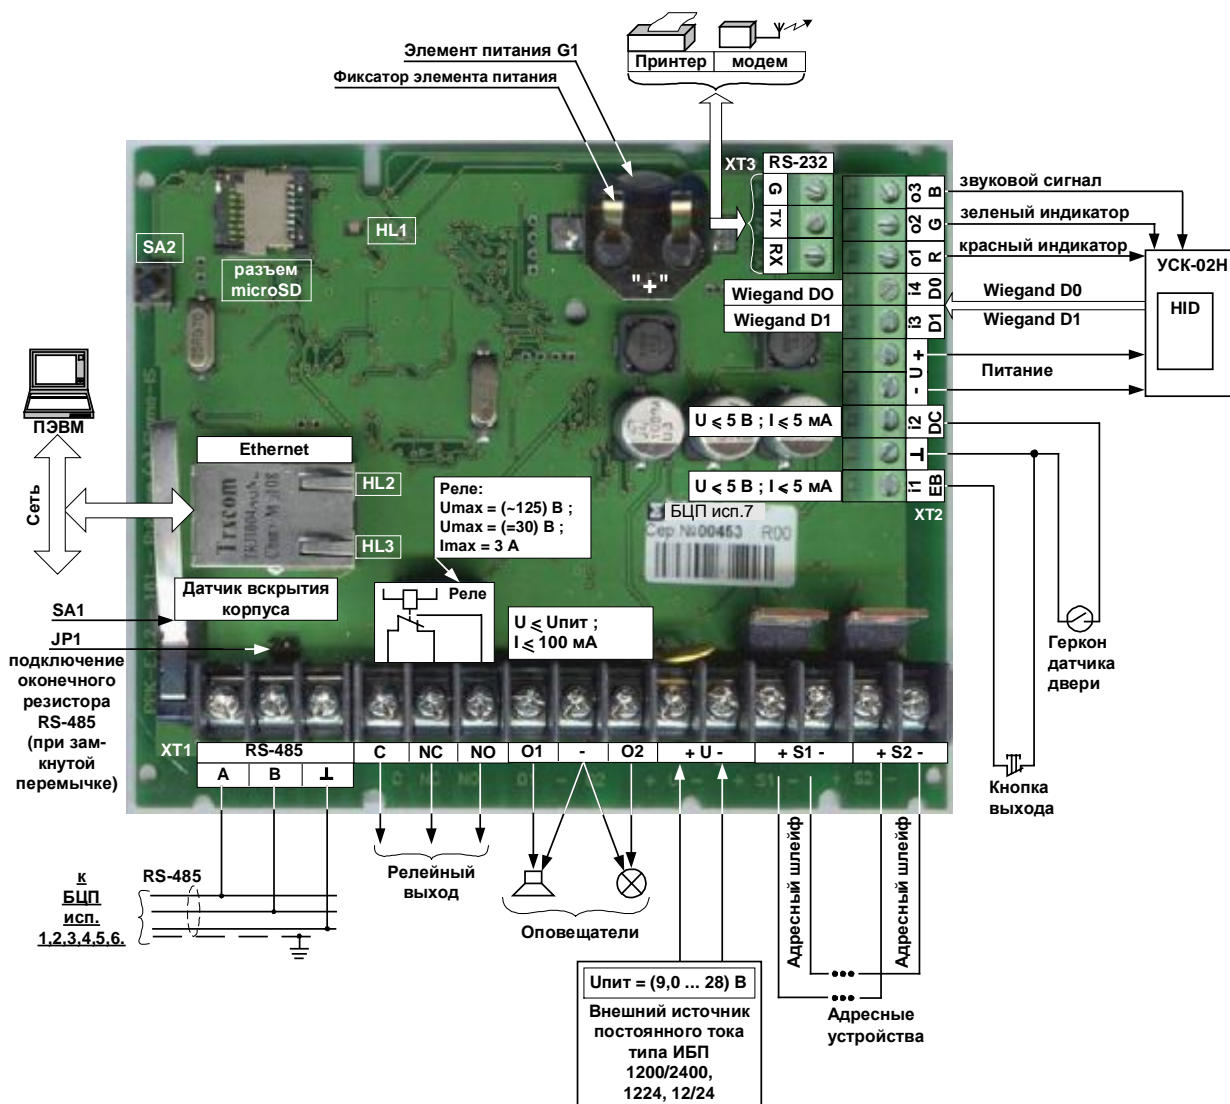 Элемент питания G1
Фиксатор элемента питания
Принтер
модем
XT3
RS-232
G
TX
RX
HL1
SA2
разъем
microSD
"+"
o3 B
o2 G
o1 R
i4 D0
i3 D1
- U +
i2 DC
⊥
i1 EB
XT2
звуковой сигнал
зеленый индикатор
красный индикатор
Wiegand D0
Wiegand D1
Питание
УСК-02Н
HID
Wiegand DO
Wiegand D1
U ⩽ 5 В ; I ⩽ 5 мА
U ⩽ 5 В ; I ⩽ 5 мА
БЦП исп.7
Сер №00453 R00
ПЭВМ
Сеть
Ethernet
HL2
HL3
Trxcom
Реле:
Umax = (~125) В ;
Umax = (=30) В ;
Imax = 3 А
Реле
Датчик вскрытия
корпуса
U ⩽ Uпит ;
I ⩽ 100 мА
SA1
JP1
подключение
оконечного
резистора
RS-485
(при зам-
кнутой
перемычке)
Геркон
датчика
двери
Кнопка
выхода
XT1
RS-485
A
B
⊥
C
NC
NO
O1
-
O2
+ U -
+ S1 -
+ S2 -
к
БЦП
исп.
1,2,3,4,5,6.
RS-485
Релейный
выход
Оповещатели
Адресный шлейф
Адресный шлейф
Адресные
устройства
Uпит = (9,0 ... 28) В
Внешний источник
постоянного тока
типа ИБП
1200/2400,
1224, 12/24